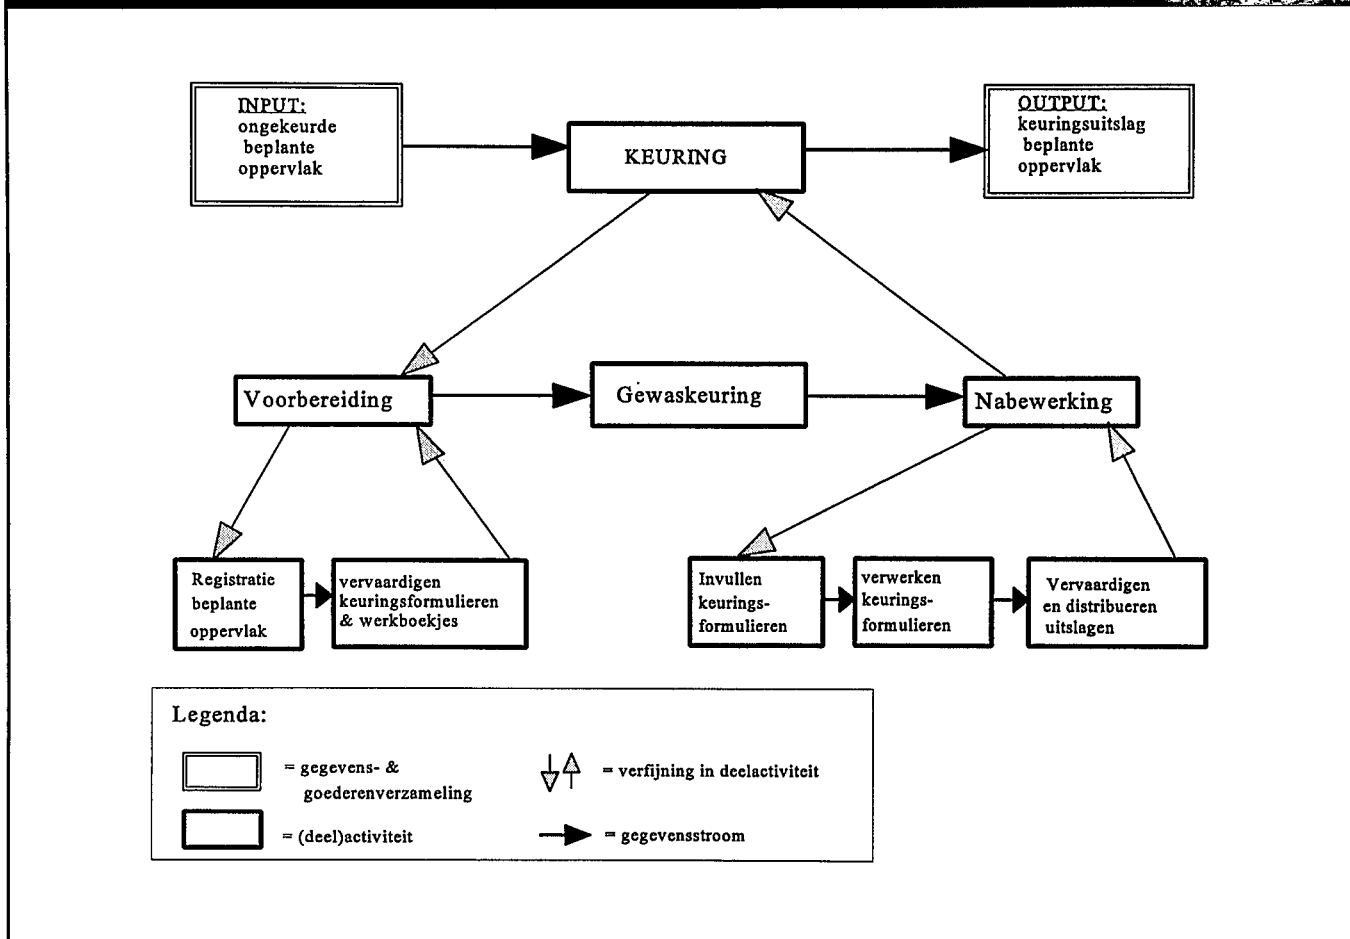 INPUT:
ongekeurde
beplante
oppervlak
KEURING
OUTPUT:
keuringsuitslag
beplante
oppervlak
Voorbereiding
Gewaskeuring
Nabewerking
Registratie
beplante
oppervlak
vervaardigen
keuringsformulieren
& werkboekjes
Invullen
keurings-
formulieren
verwerken
keurings-
formulieren
Vervaardigen
en distribueren
uitslagen
Legenda:
= gegevens- &
goederenverzameling
= verfijning in deelactiviteit
= (deel)activiteit
= gegevensstroom